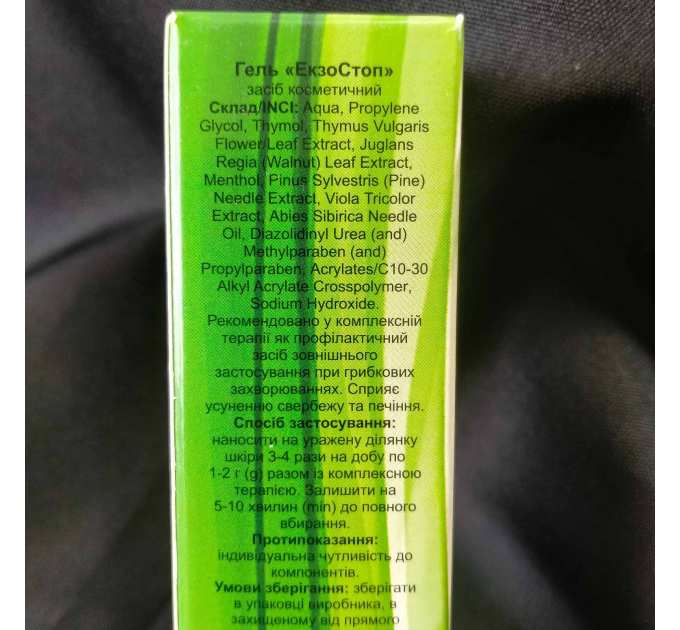 Гель «ЕкзоСтоп»
засіб косметичний
Склад/INCI: Aqua, Propylene
Glycol, Thymol, Thymus Vulgaris
Flower/Leaf Extract, Juglans
Regia (Walnut) Leaf Extract,
Menthol, Pinus Sylvestris (Pine)
Needle Extract, Viola Tricolor
Extract, Abies Sibirica Needle
Oil, Diazolidinyl Urea (and)
Methylparaben (and)
Propylparaben, Acrylates/C10-30
Alkyl Acrylate Crosspolymer,
Sodium Hydroxide.
Рекомендовано у комплексній
терапії як профілактичний
засіб зовнішнього
застосування при грибкових
захворюваннях. Сприяє
усуненню свербежу та печіння.
Спосіб застосування:
наносити на уражену ділянку
шкіри 3-4 рази на добу по
1-2 г (g) разом із комплексною
терапією. Залишити на
5-10 хвилин (min) до повного
вбирання.
Протипоказання:
індивідуальна чутливість до
компонентів.
Умови зберігання: зберігати
в упаковці виробника, в
захищеному від прямого